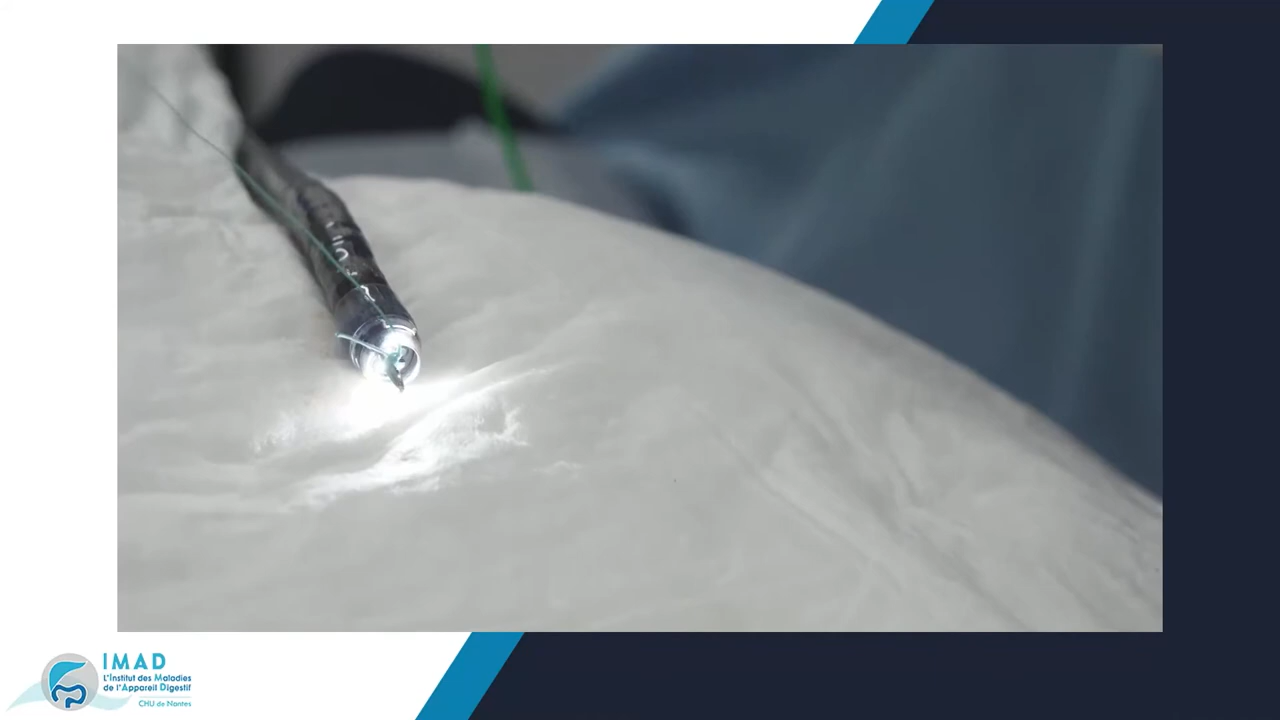 IMAD
L'Institut des Maladies
de l'Appareil Digestif
CHU de Nantes